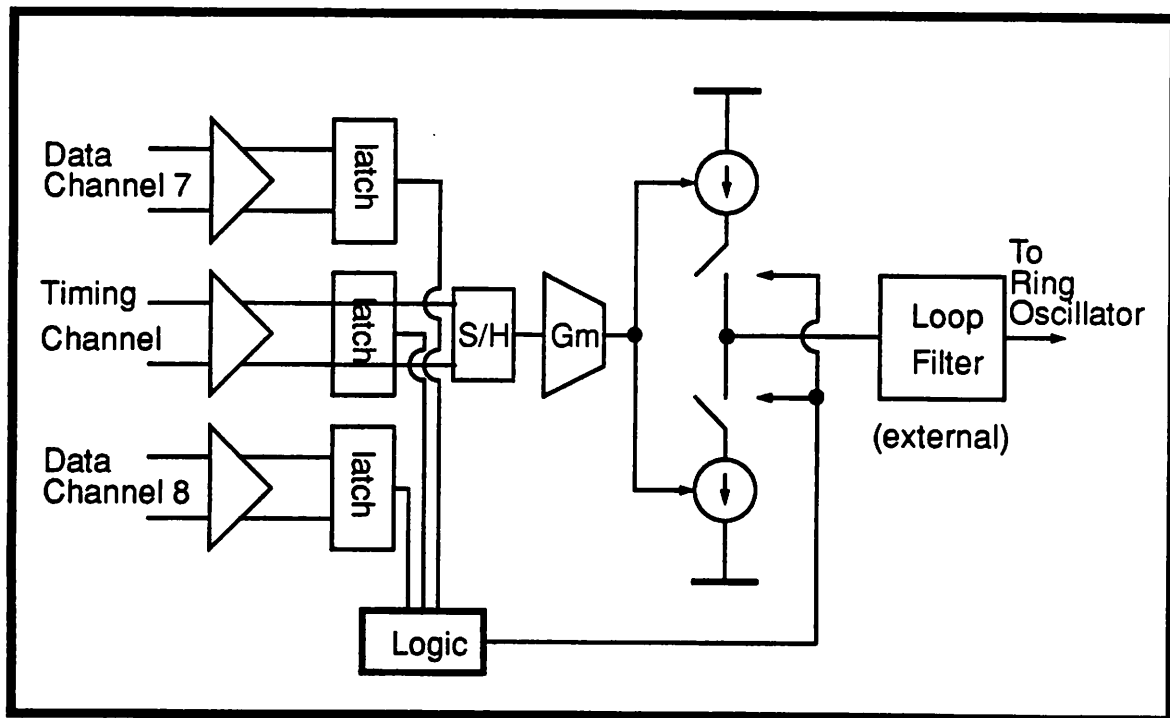 Data
Channel 7
latch
Timing
Channel
latch
S/H
Gm
Data
Channel 8
latch
Logic
Loop
Filter
(external)
To
Ring
Oscillator